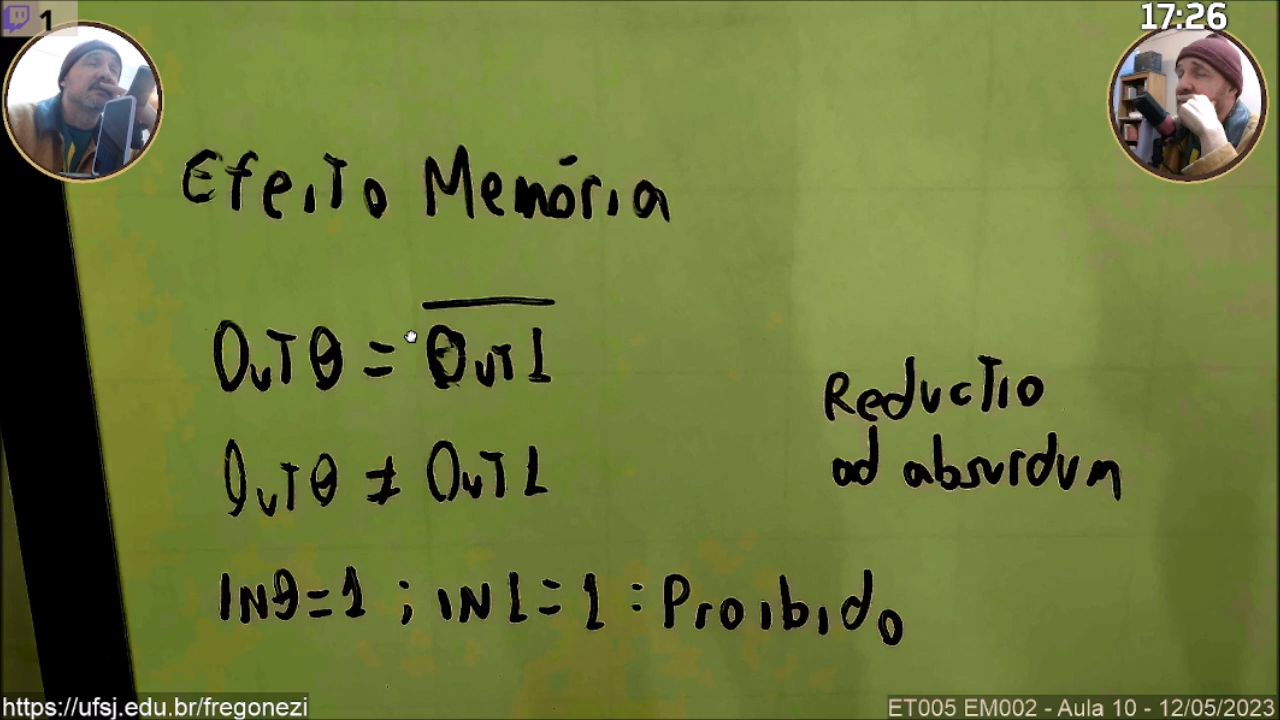 1
17:26
Efeito Memória
OUT0 = \overline{OUT1}
OUT0 ≠ OUT1
Reductio
ad absurdum
IN0=1 ; IN1=1 : Proibido
https://ufsj.edu.br/fregonezi
ET005 EM002 - Aula 10 - 12/05/2023